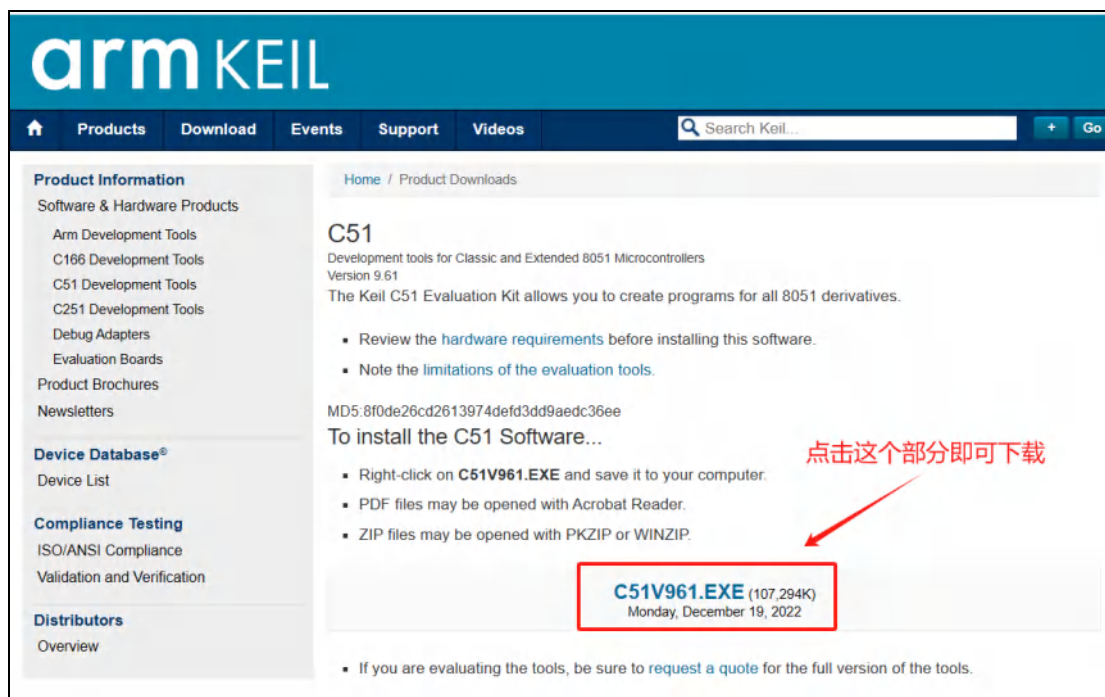 arm KEIL
Products Download Events Support Videos Search Keil... + Go
Product Information
Software & Hardware Products
Arm Development Tools
C166 Development Tools
C51 Development Tools
C251 Development Tools
Debug Adapters
Evaluation Boards
Product Brochures
Newsletters
Device Database®
Device List
Compliance Testing
ISO/ANSI Compliance
Validation and Verification
Distributors
Overview
Home / Product Downloads
C51
Development tools for Classic and Extended 8051 Microcontrollers
Version 9.61
The Keil C51 Evaluation Kit allows you to create programs for all 8051 derivatives.
▪ Review the hardware requirements before installing this software.
▪ Note the limitations of the evaluation tools.
MD5:8f0de26cd2613974defd3dd9aedc36ee
To install the C51 Software...
▪ Right-click on C51V961.EXE and save it to your computer.
▪ PDF files may be opened with Acrobat Reader.
▪ ZIP files may be opened with PKZIP or WINZIP.
点击这个部分即可下载
C51V961.EXE (107,294K)
Monday, December 19, 2022
▪ If you are evaluating the tools, be sure to request a quote for the full version of the tools.